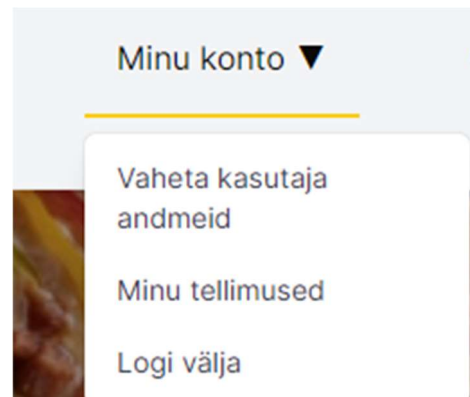 Minu konto ▼
Vaheta kasutaja
andmeid
Minu tellimused
Logi välja